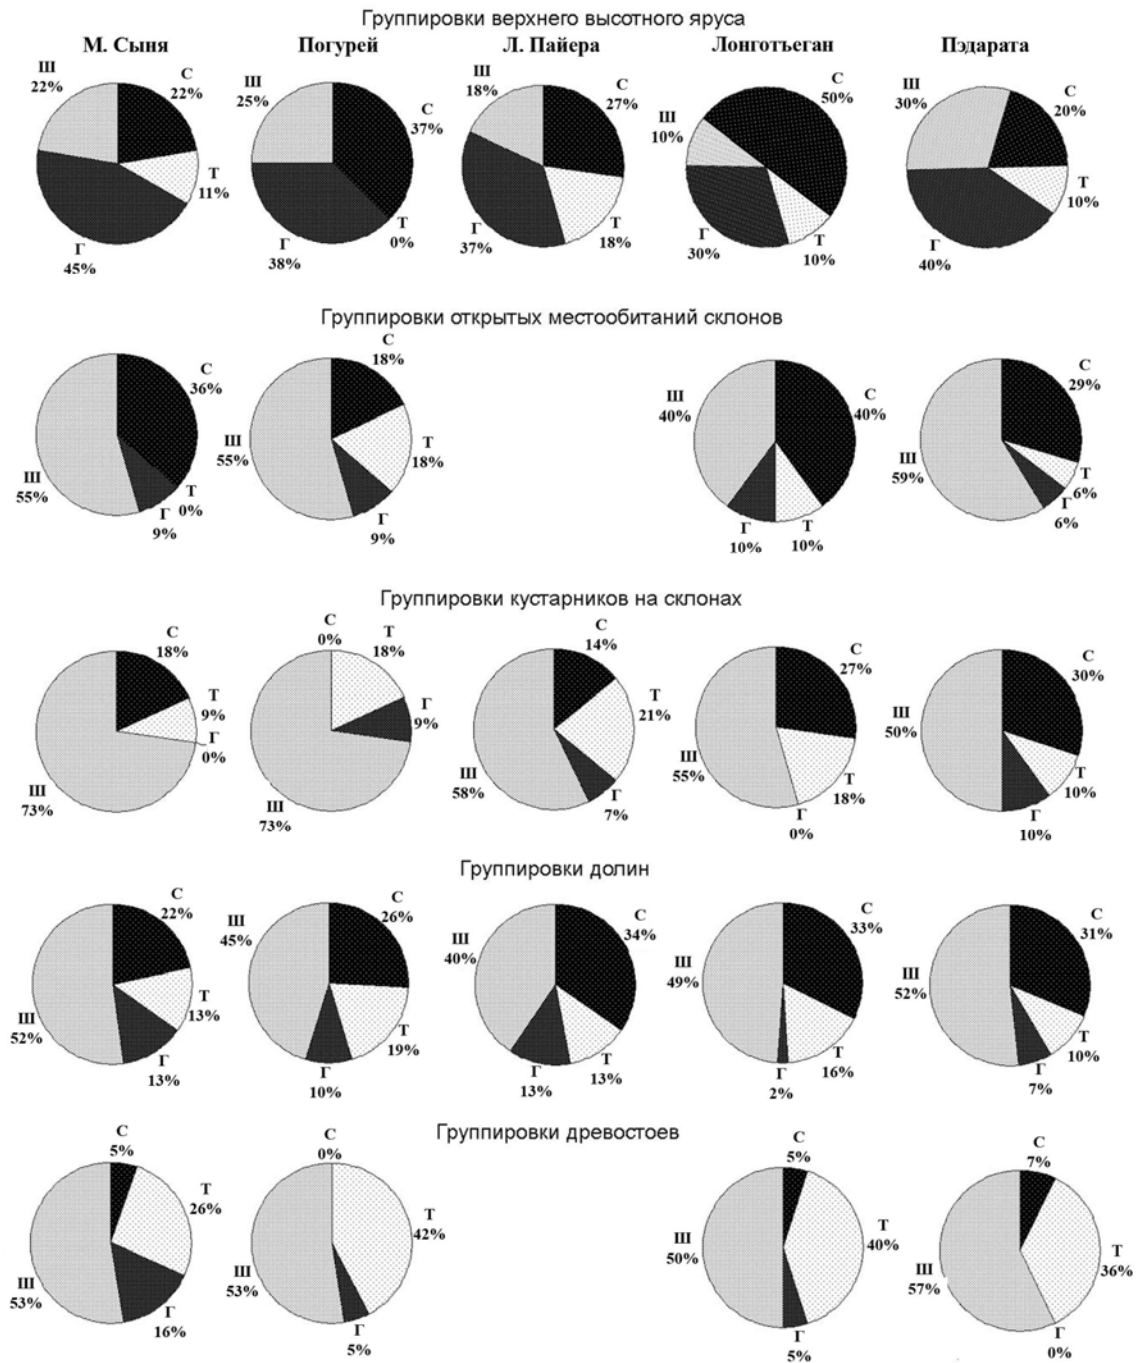 Группировки верхнего высотного яруса
М. Сыня
Погурей
Л. Пайера
Лонготъеган
Пэдарата
Ш
22%
С
22%
Т
11%
Г
45%
Ш
25%
С
37%
Т
0%
Г
38%
Ш
18%
С
27%
Т
18%
Г
37%
Ш
10%
С
50%
Т
10%
Г
30%
Ш
30%
С
20%
Т
10%
Г
40%
Группировки открытых местообитаний склонов
С
36%
Т
0%
Г
9%
Ш
55%
С
18%
Т
18%
Г
9%
Ш
55%
Ш
40%
С
40%
Т
10%
Г
10%
С
29%
Т
6%
Г
6%
Ш
59%
Группировки кустарников на склонах
С
18%
Т
9%
Г
0%
Ш
73%
С
0%
Т
18%
Г
9%
Ш
73%
С
14%
Т
21%
Г
7%
Ш
58%
С
27%
Т
18%
Г
0%
Ш
55%
С
30%
Т
10%
Г
10%
Ш
50%
Группировки долин
С
22%
Т
13%
Г
13%
Ш
52%
Ш
45%
С
26%
Т
19%
Г
10%
Ш
40%
С
34%
Т
13%
Г
13%
Ш
49%
С
33%
Т
16%
Г
2%
Ш
52%
С
31%
Т
10%
Г
7%
Группировки древостоев
С
5%
Т
26%
Г
16%
Ш
53%
С
0%
Т
42%
Г
5%
Ш
53%
С
5%
Т
40%
Г
5%
Ш
50%
С
7%
Т
36%
Г
0%
Ш
57%